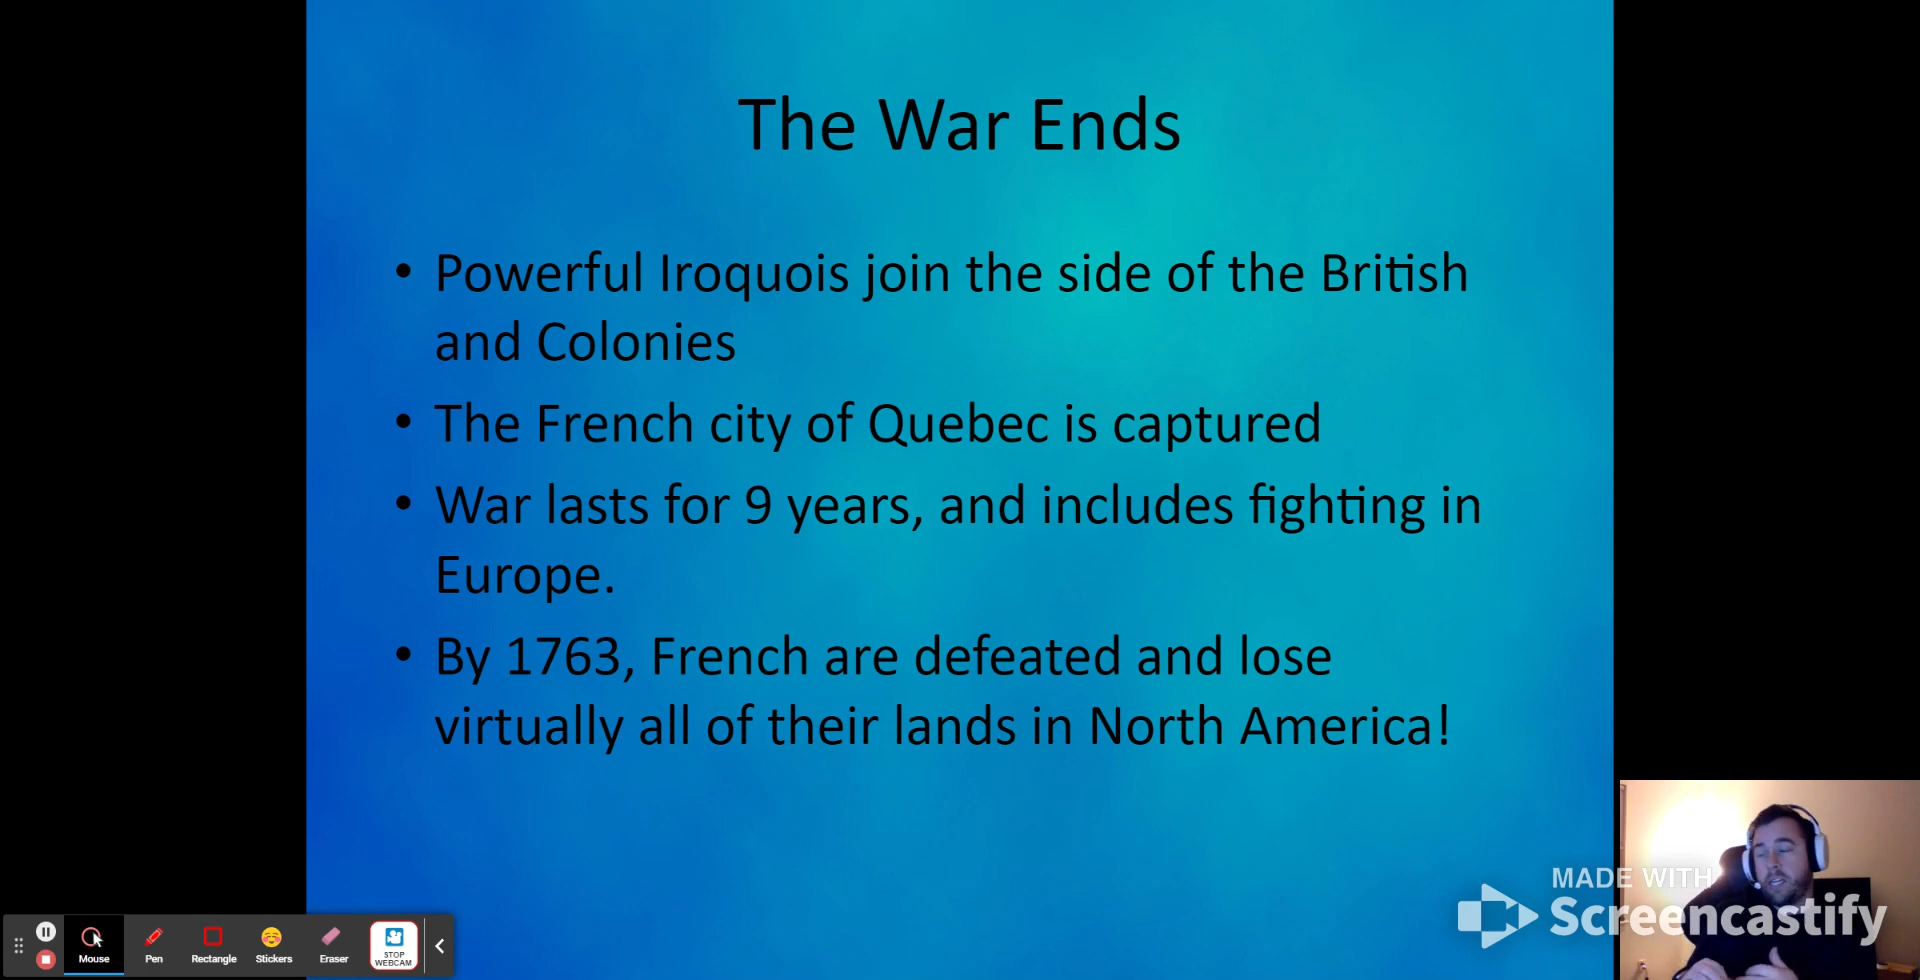 The War Ends
• Powerful Iroquois join the side of the British
and Colonies
• The French city of Quebec is captured
• War lasts for 9 years, and includes fighting in
Europe.
• By 1763, French are defeated and lose
virtually all of their lands in North America!
MADE WITH
Screencastify
Mouse
Pen
Rectangle
Stickers
Eraser
STOP
WEBCAM